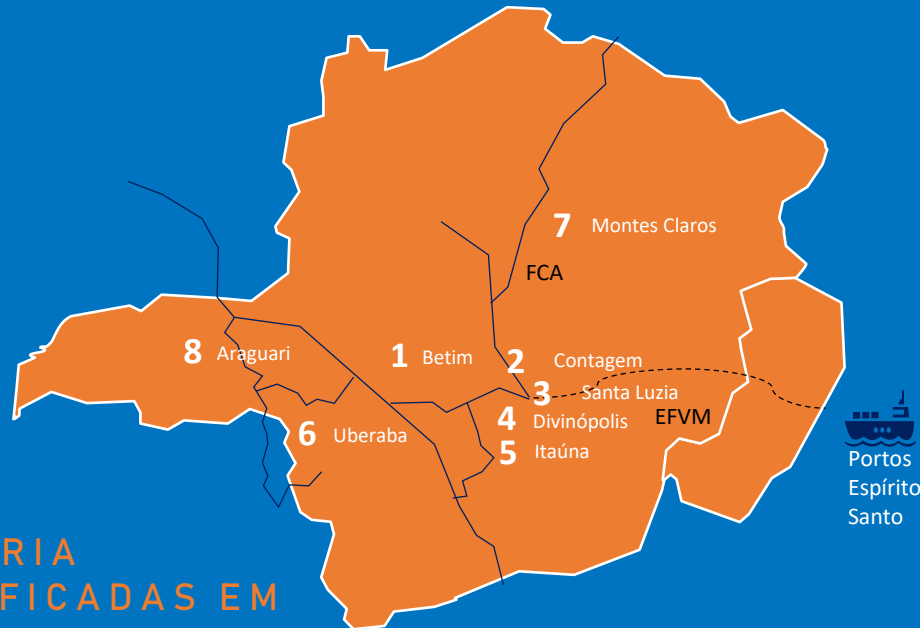 7 Montes Claros
FCA
8 Araguari
1 Betim
2 Contagem
3 Santa Luzia
4 Divinópolis
EFVM
6 Uberaba
5 Itaúna
Portos
Espírito
Santo
RIA
FICADAS EM